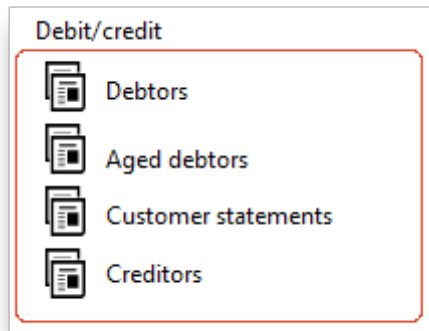 Debit/credit
Debtors
Aged debtors
Customer statements
Creditors